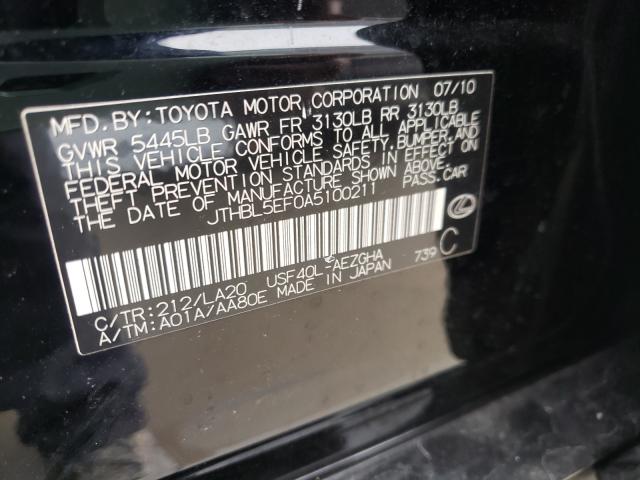 MFD. BY: TOYOTA MOTOR CORPORATION 07/10
GVWR 5445LB GAWR FR 3130LB RR 3130LB
THIS VEHICLE CONFORMS TO ALL APPLICABLE
FEDERAL MOTOR VEHICLE SAFETY, BUMPER, AND
THEFT PREVENTION STANDARDS IN EFFECT ON
THE DATE OF MANUFACTURE SHOWN ABOVE.
JTHBL5EF0A5100211 PASS. CAR
C/TR: 212/LA20 USF40L-AEZGHA 739 C
A/TM: A01A/AA80E MADE IN JAPAN